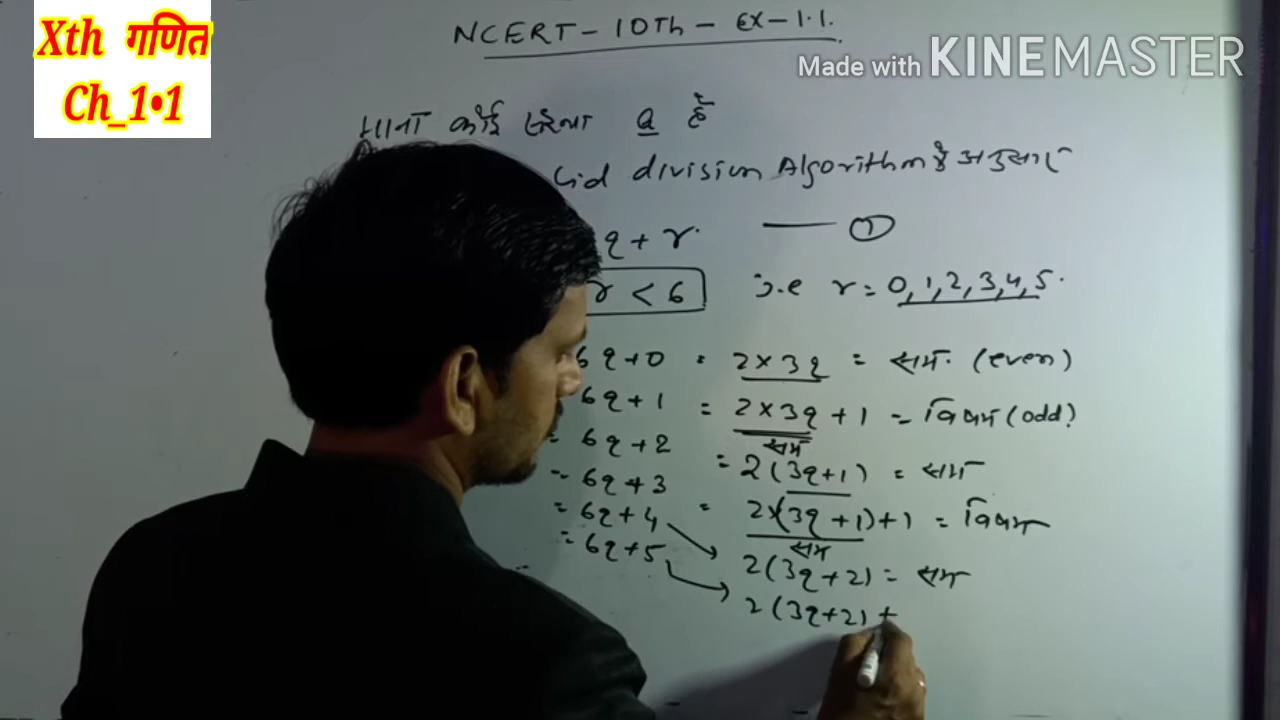 Xth गणित
Ch_1•1
Made with KINEMASTER
NCERT - 10Th - EX - 1.1.
माना कोई संख्या a है
division Algorithm के अनुसार
q + r. —— ①
r < 6 i.e r = 0, 1, 2, 3, 4, 5.
6q + 0 = 2 × 3q = सम. (even)
6q + 1 = 2 × 3q + 1 = विषम (odd)
सम
= 6q + 2 = 2 (3q + 1) = सम
= 6q + 3 = 2 × (3q + 1) + 1 = विषम
सम
= 6q + 4 2 (3q + 2) = सम
= 6q + 5 2 (3q + 2) +